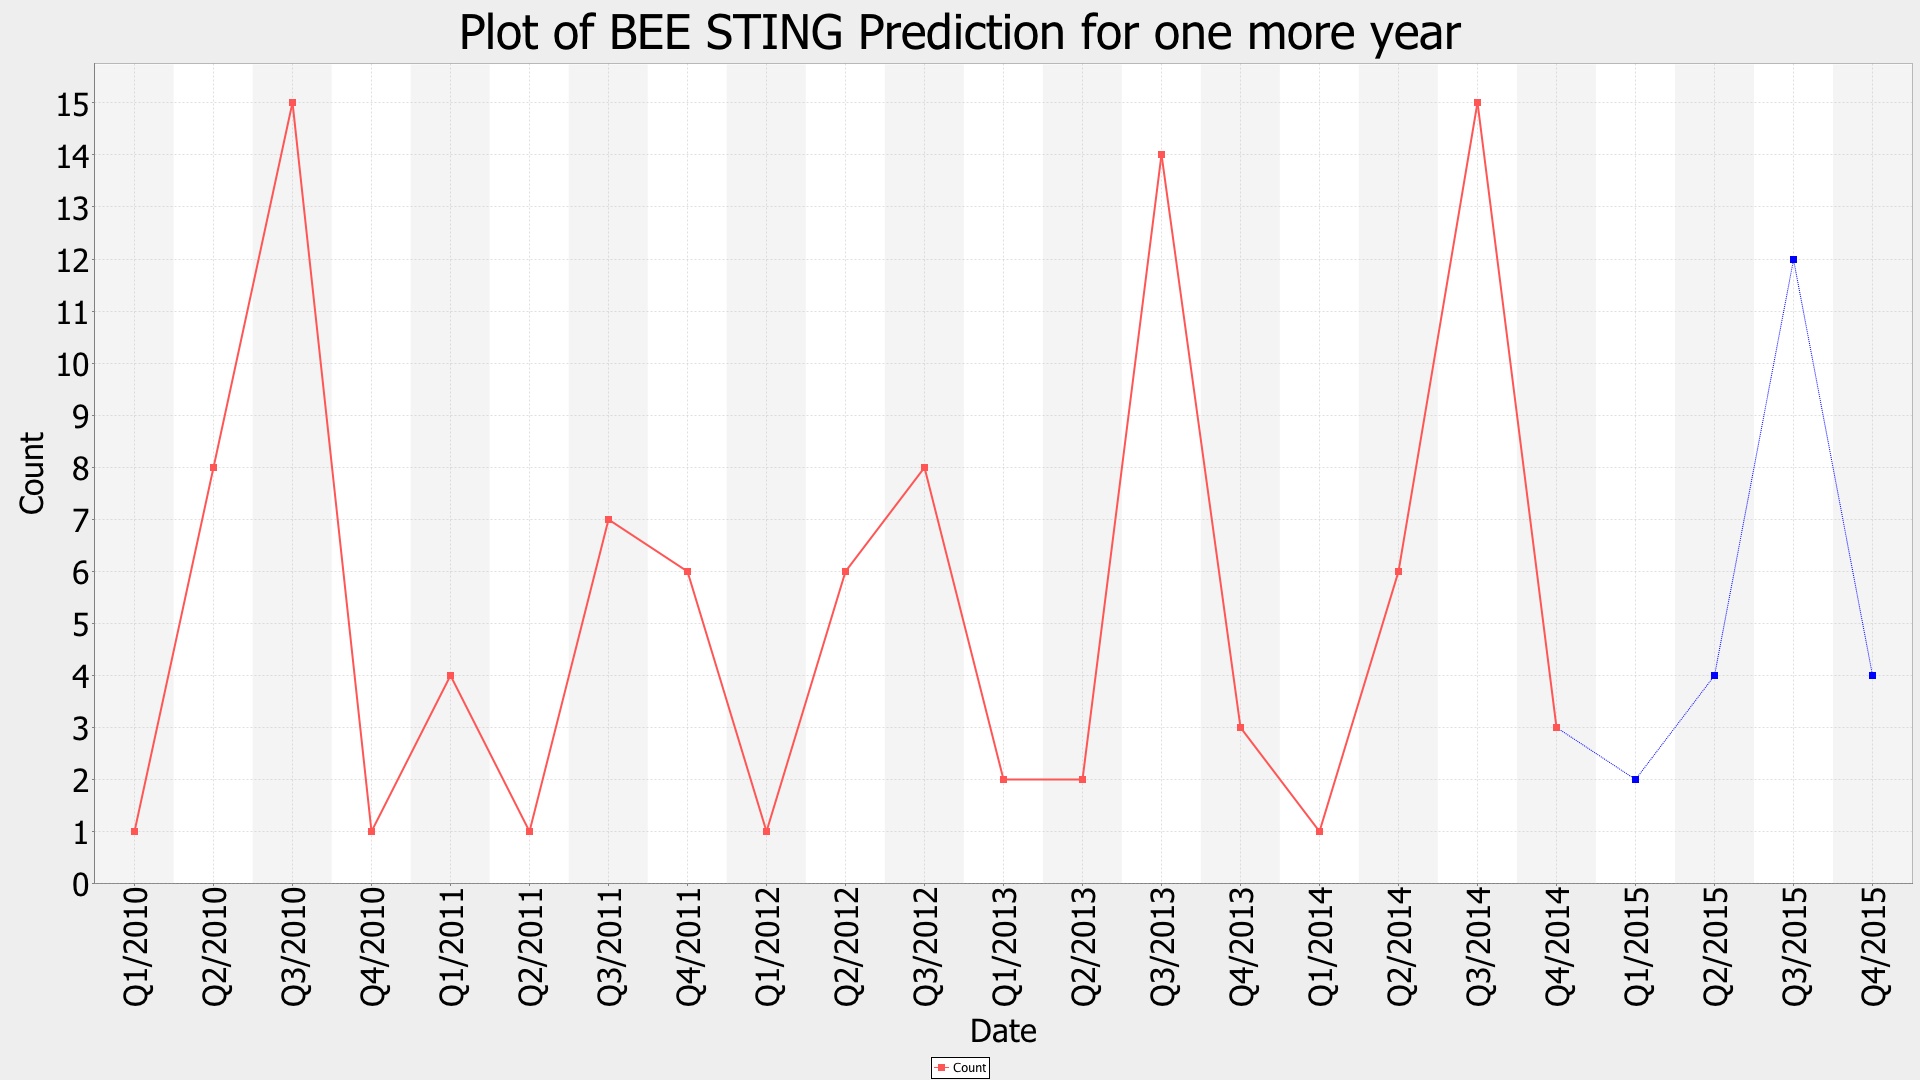 Plot of BEE STING Prediction for one more year
15
14
13
12
11
10
9
8
7
6
5
4
3
2
1
0
Count
Q1/2010
Q2/2010
Q3/2010
Q4/2010
Q1/2011
Q2/2011
Q3/2011
Q4/2011
Q1/2012
Q2/2012
Q3/2012
Q1/2013
Q2/2013
Q3/2013
Q4/2013
Q1/2014
Q2/2014
Q3/2014
Q4/2014
Q1/2015
Q2/2015
Q3/2015
Q4/2015
Date
Count